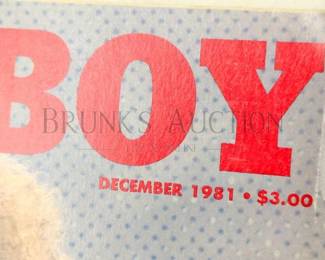 BOY
BRUNK'S AUCTION
DECEMBER 1981 • $3.00